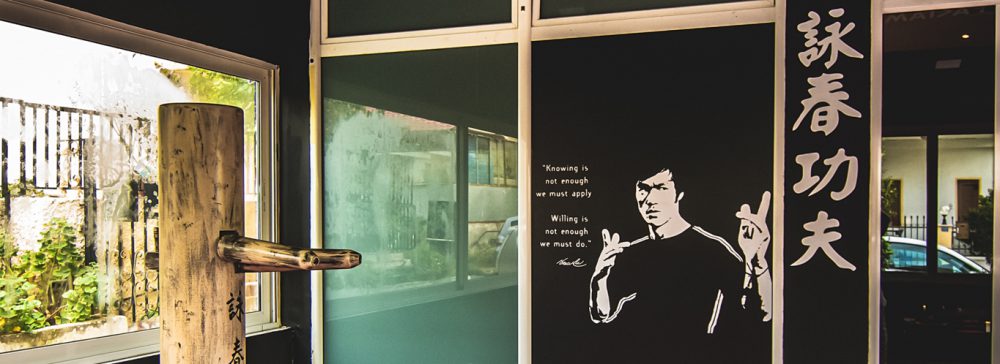 "Knowing is
not enough
we must apply
Willing is
not enough
we must do."
詠春功夫
詠春